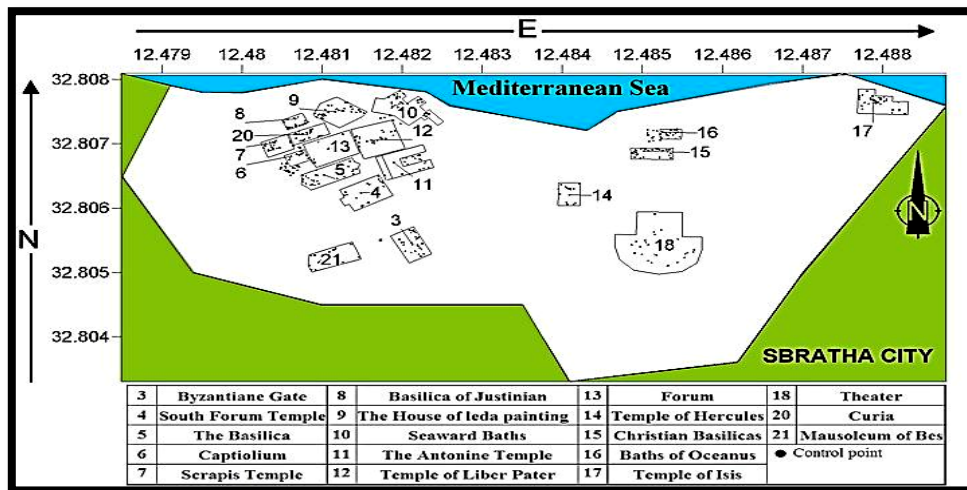 E
12.479 12.48 12.481 12.482 12.483 12.484 12.485 12.486 12.487 12.488
32.808
Mediterranean Sea
9
10
8
17
20
12
16
32.807
7
13
15
6
5
11
4
14
32.806
N
3
18
N
21
32.805
32.804
SBRATHA CITY
3 Byzantiane Gate 8 Basilica of Justinian 13 Forum 18 Theater
4 South Forum Temple 9 The House of leda painting 14 Temple of Hercules 20 Curia
5 The Basilica 10 Seaward Baths 15 Christian Basilicas 21 Mausoleum of Bes
6 Captiolium 11 The Antonine Temple 16 Baths of Oceanus ● Control point
7 Scrapis Temple 12 Temple of Liber Pater 17 Temple of Isis